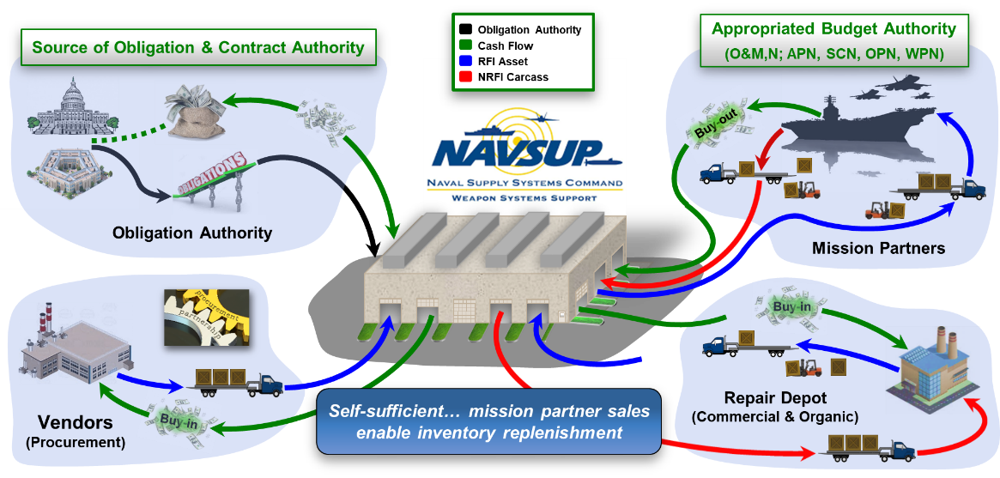 Source of Obligation & Contract Authority
OBLIGATIONS
Obligation Authority
Obligation Authority
Cash Flow
RFI Asset
NRFI Carcass
NAVSUP
NAVAL SUPPLY SYSTEMS COMMAND
WEAPON SYSTEMS SUPPORT
Appropriated Budget Authority
(O&M,N; APN, SCN, OPN, WPN)
Buy-out
Mission Partners
procurement
partnership
Vendors
(Procurement)
Buy-in
Self-sufficient… mission partner sales
enable inventory replenishment
Buy-in
Repair Depot
(Commercial & Organic)